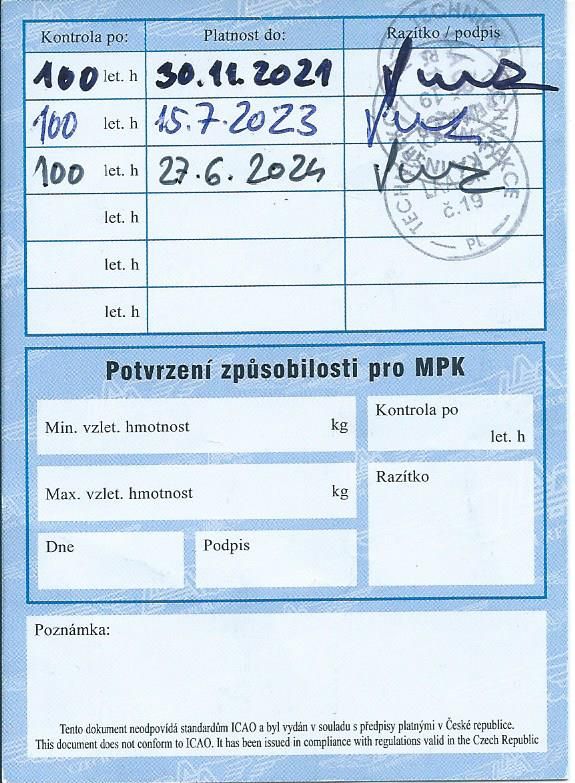 Kontrola po: Platnost do: Razítko / podpis
100 let. h 30.11.2021
100 let. h 15.7.2023
100 let. h 27.6.2024
let. h
let. h
let. h
č.19
PL
Potvrzení způsobilosti pro MPK
Min. vzlet. hmotnost kg
Kontrola po
let. h
Max. vzlet. hmotnost kg
Razítko
Dne Podpis
Poznámka:
Tento dokument neodpovídá standardům ICAO a byl vydán v souladu s předpisy platnými v České republice.
This document does not conform to ICAO. It has been issued in compliance with regulations valid in the Czech Republic